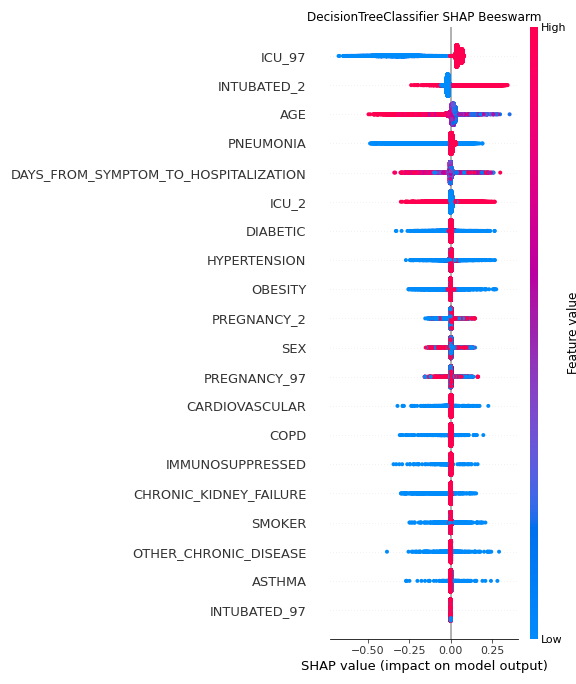 DecisionTreeClassifier SHAP Beeswarm
High
ICU_97
INTUBATED_2
AGE
PNEUMONIA
DAYS_FROM_SYMPTOM_TO_HOSPITALIZATION
ICU_2
DIABETIC
HYPERTENSION
OBESITY
PREGNANCY_2
SEX
PREGNANCY_97
CARDIOVASCULAR
COPD
IMMUNOSUPPRESSED
CHRONIC_KIDNEY_FAILURE
SMOKER
OTHER_CHRONIC_DISEASE
ASTHMA
INTUBATED_97
Feature value
Low
−0.50 −0.25 0.00 0.25
SHAP value (impact on model output)